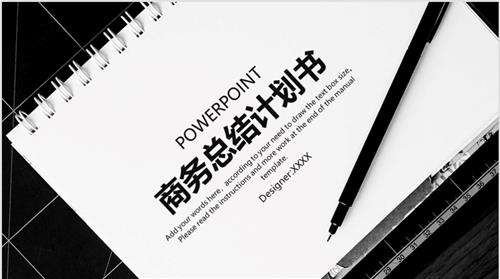 POWERPOINT
商务总结计划书
Add your words here，according to your need to draw the text box size，
Please read the instructions and more work at the end of the manual
template.
Designer:XXXX